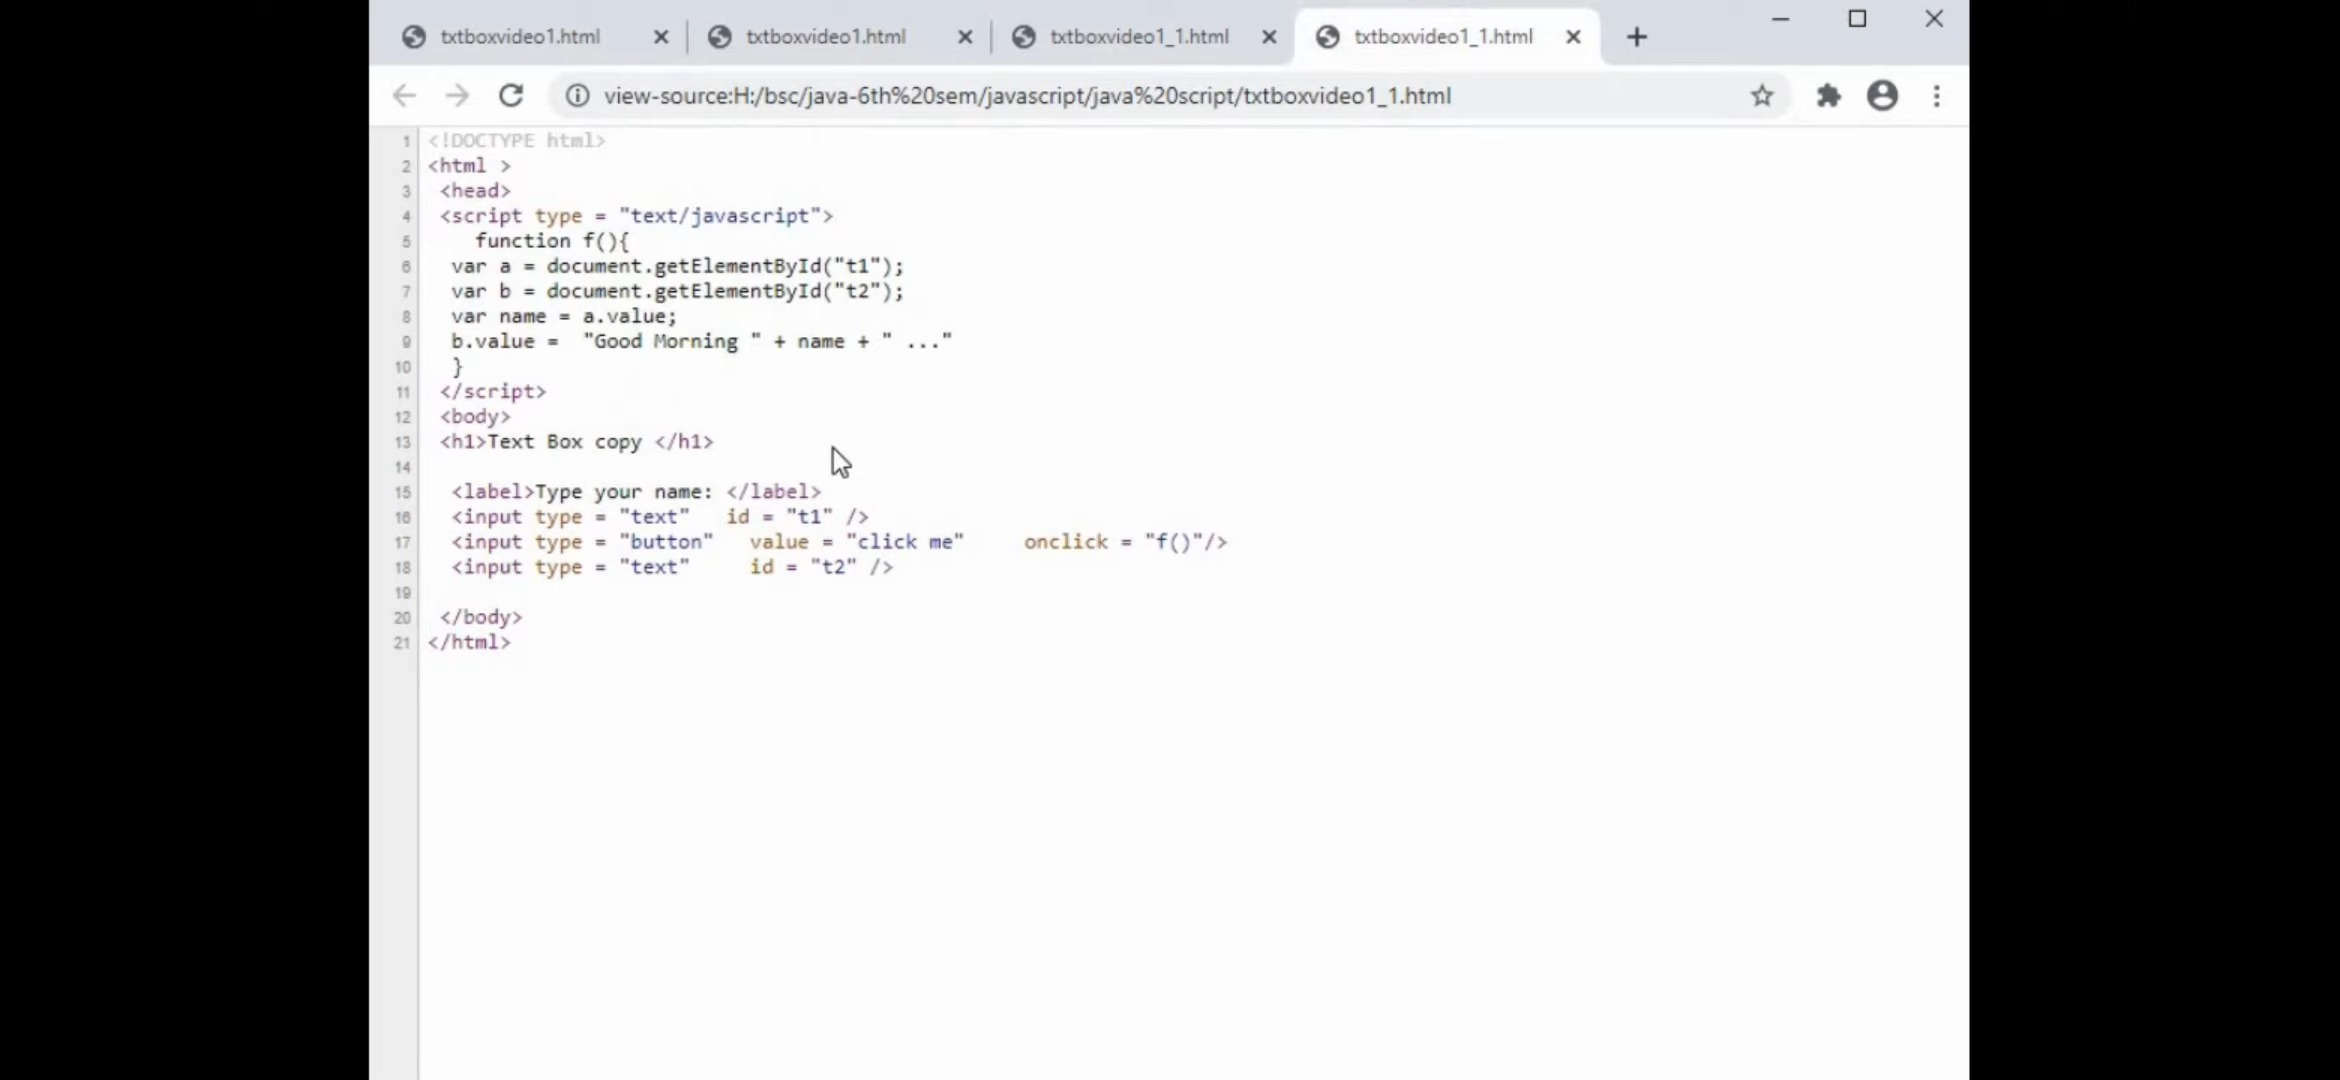 txtboxvideo1.html txtboxvideo1.html txtboxvideo1_1.html txtboxvideo1_1.html
view-source:H:/bsc/java-6th%20sem/javascript/java%20script/txtboxvideo1_1.html
1 <!DOCTYPE html>
2 <html >
3 <head>
4 <script type = "text/javascript">
5 function f(){
6 var a = document.getElementById("t1");
7 var b = document.getElementById("t2");
8 var name = a.value;
9 b.value = "Good Morning " + name + " ..."
10 }
11 </script>
12 <body>
13 <h1>Text Box copy </h1>
14
15 <label>Type your name: </label>
16 <input type = "text" id = "t1" />
17 <input type = "button" value = "click me" onclick = "f()"/>
18 <input type = "text" id = "t2" />
19
20 </body>
21 </html>